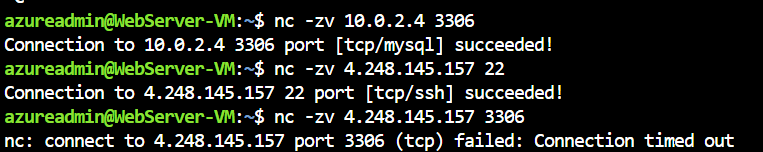 azureadmin@WebServer-VM:~$ nc -zv 10.0.2.4 3306
Connection to 10.0.2.4 3306 port [tcp/mysql] succeeded!
azureadmin@WebServer-VM:~$ nc -zv 4.248.145.157 22
Connection to 4.248.145.157 22 port [tcp/ssh] succeeded!
azureadmin@WebServer-VM:~$ nc -zv 4.248.145.157 3306
nc: connect to 4.248.145.157 port 3306 (tcp) failed: Connection timed out